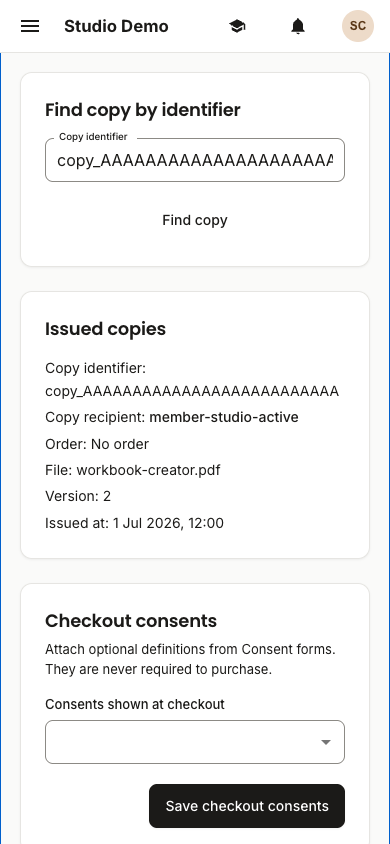 Studio Demo
SC
Find copy by identifier
Copy identifier
copy_AAAAAAAAAAAAAAAAAAAAA
Find copy
Issued copies
Copy identifier:
copy_AAAAAAAAAAAAAAAAAAAAAAAAAA
Copy recipient: member-studio-active
Order: No order
File: workbook-creator.pdf
Version: 2
Issued at: 1 Jul 2026, 12:00
Checkout consents
Attach optional definitions from Consent forms.
They are never required to purchase.
Consents shown at checkout
Save checkout consents